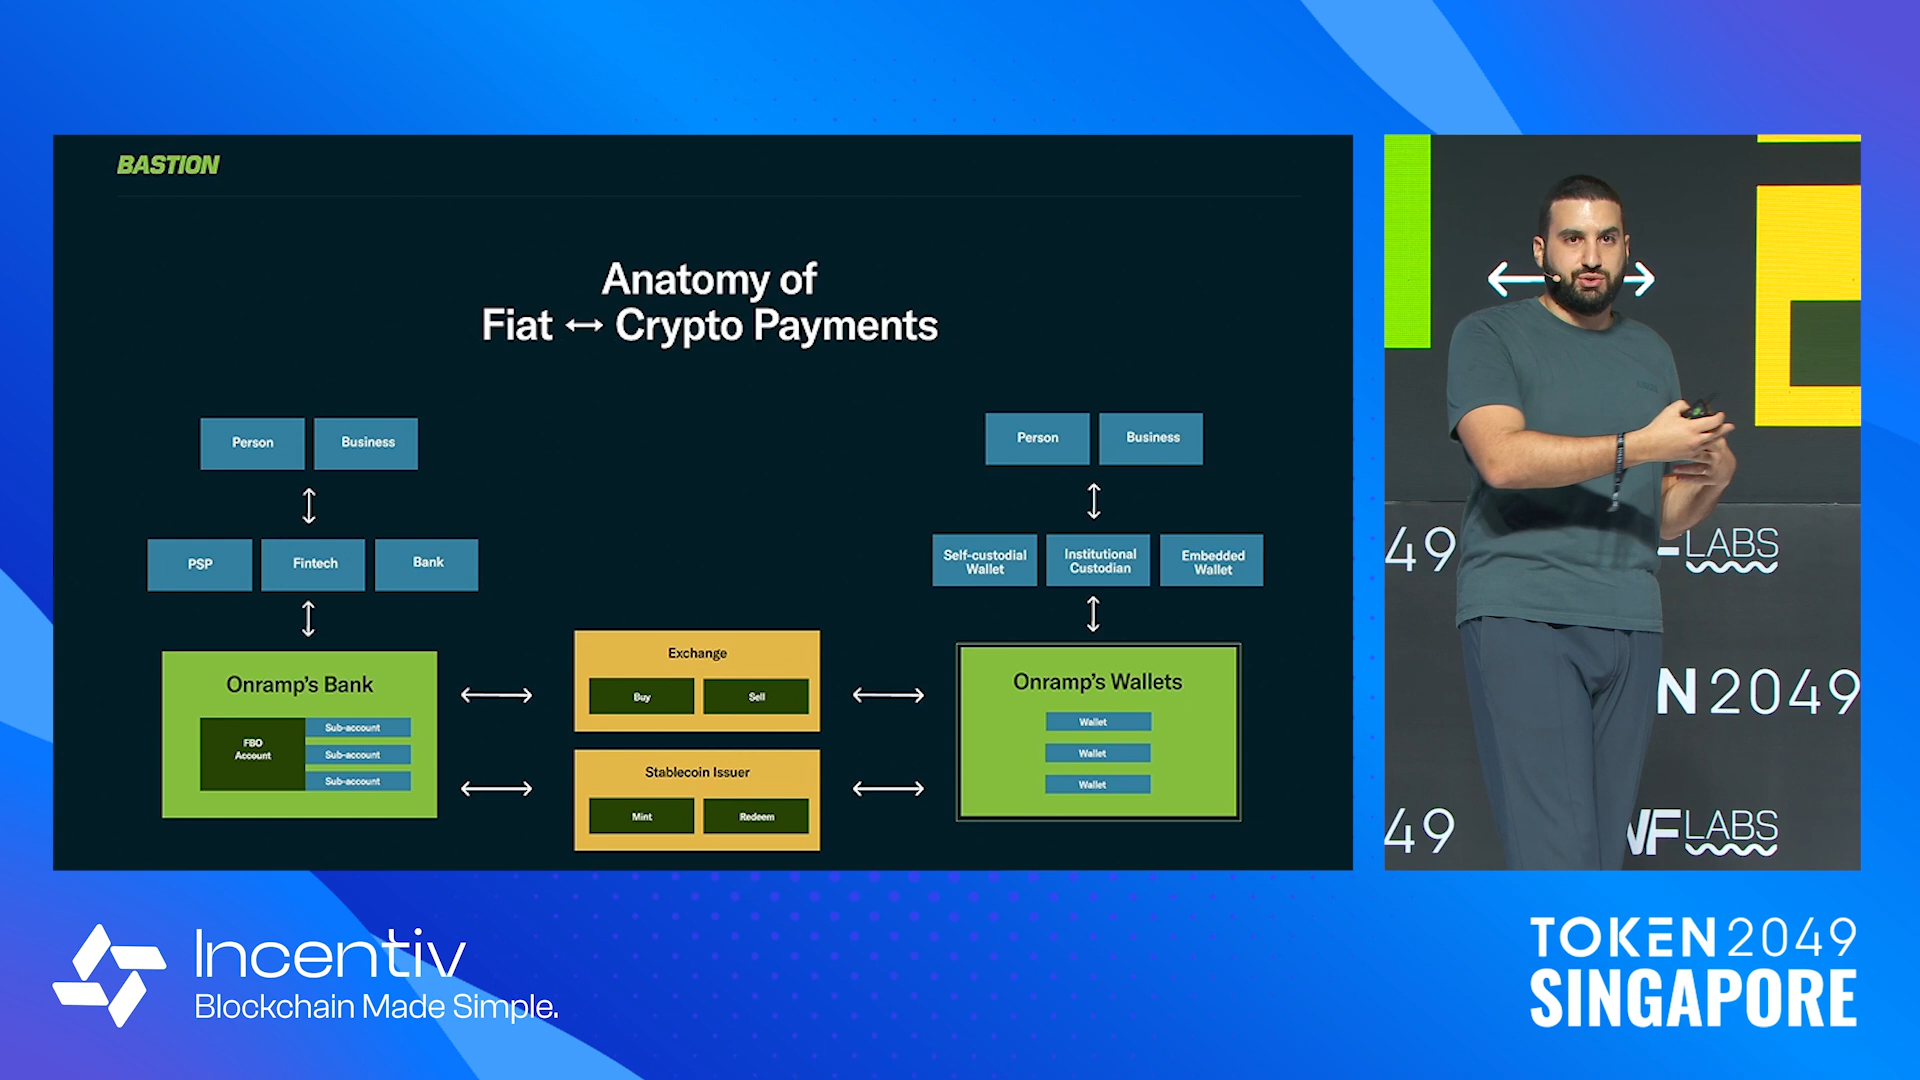 BASTION
Anatomy of
Fiat ↔ Crypto Payments
Person
Business
PSP
Fintech
Bank
Onramp's Bank
FBO
Account
Sub-account
Sub-account
Sub-account
Exchange
Buy
Sell
Stablecoin Issuer
Mint
Redeem
Person
Business
Self-custodial
Wallet
Institutional
Custodian
Embedded
Wallet
Onramp's Wallets
Wallet
Wallet
Wallet
49
LABS
N2049
49
WF LABS
Incentiv
Blockchain Made Simple.
TOKEN2049
SINGAPORE